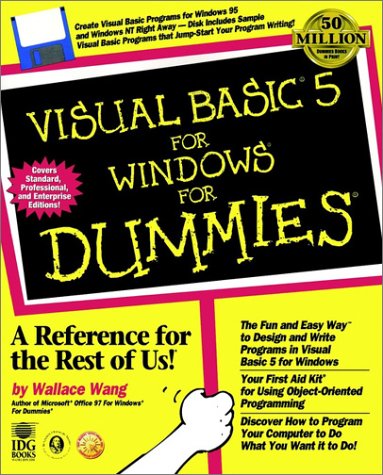 Create Visual Basic Programs for Windows 95
and Windows NT Right Away — Disk Includes Sample
Visual Basic Programs that Jump-Start Your Program Writing!
50
MILLION
Dummies Books
in Print
VISUAL BASIC® 5
FOR
WINDOWS®
FOR
DUMMIES®
Covers
Standard,
Professional,
and Enterprise
Editions!
A Reference for
the Rest of Us!®
by Wallace Wang
Author of Microsoft® Office 97 For Windows®
For Dummies®
The Fun and Easy Way™
to Design and Write
Programs in Visual
Basic 5 for Windows
Your First Aid Kit®
for Using Object-Oriented
Programming
Discover How to Program
Your Computer to Do
What You Want it to Do!
IDG
BOOKS
WORLDWIDE